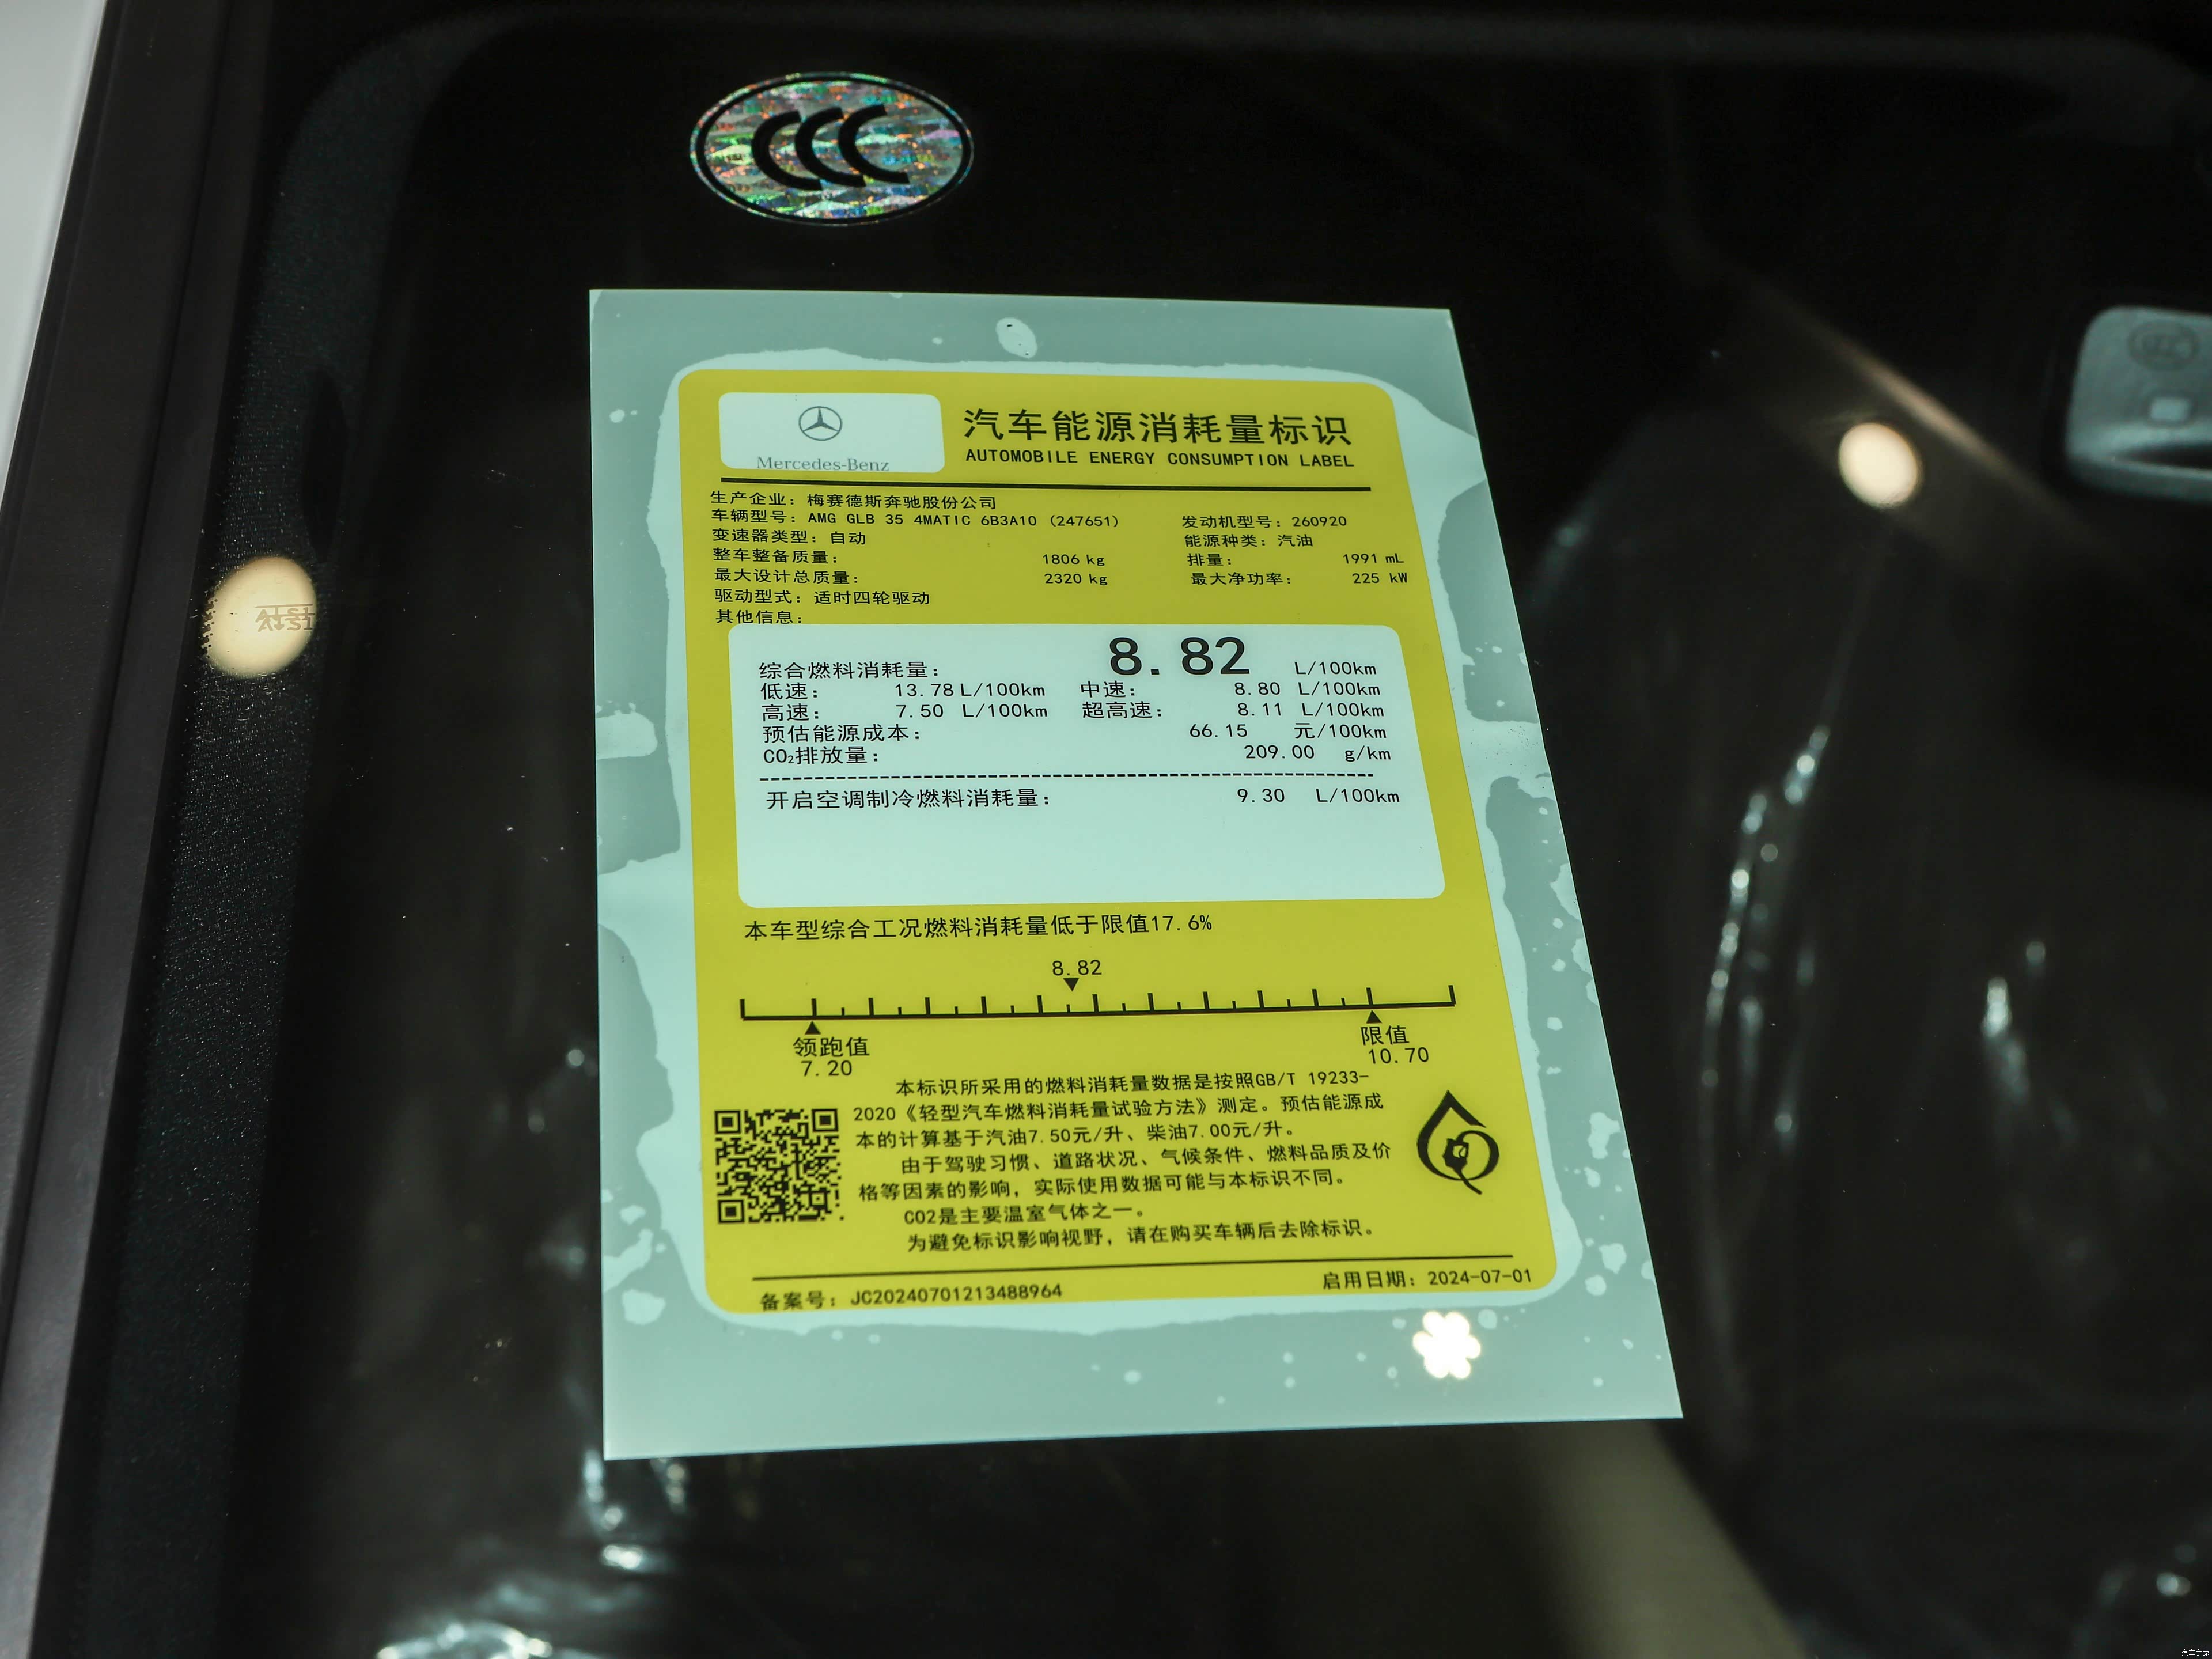 CCC
Mercedes-Benz
汽车能源消耗量标识
AUTOMOBILE ENERGY CONSUMPTION LABEL
生产企业: 梅赛德斯奔驰股份公司
车辆型号: AMG GLB 35 4MATIC 6B3A10 (247651) 发动机型号: 260920
变速器类型: 自动 能源种类: 汽油
整车整备质量: 1806 kg 排量: 1991 mL
最大设计总质量: 2320 kg 最大净功率: 225 kW
驱动型式: 适时四轮驱动
其他信息:
综合燃料消耗量: 8.82 L/100km
低速: 13.78 L/100km 中速: 8.80 L/100km
高速: 7.50 L/100km 超高速: 8.11 L/100km
预估能源成本: 66.15 元/100km
CO₂排放量: 209.00 g/km
开启空调制冷燃料消耗量: 9.30 L/100km
本车型综合工况燃料消耗量低于限值17.6%
8.82
领跑值 限值
7.20 10.70
本标识所采用的燃料消耗量数据是按照GB/T 19233-
2020《轻型汽车燃料消耗量试验方法》测定。预估能源成
本的计算基于汽油7.50元/升、柴油7.00元/升。
由于驾驶习惯、道路状况、气候条件、燃料品质及价
格等因素的影响，实际使用数据可能与本标识不同。
CO2是主要温室气体之一。
为避免标识影响视野，请在购买车辆后去除标识。
备案号: JC20240701213488964 启用日期: 2024-07-01
汽车之家